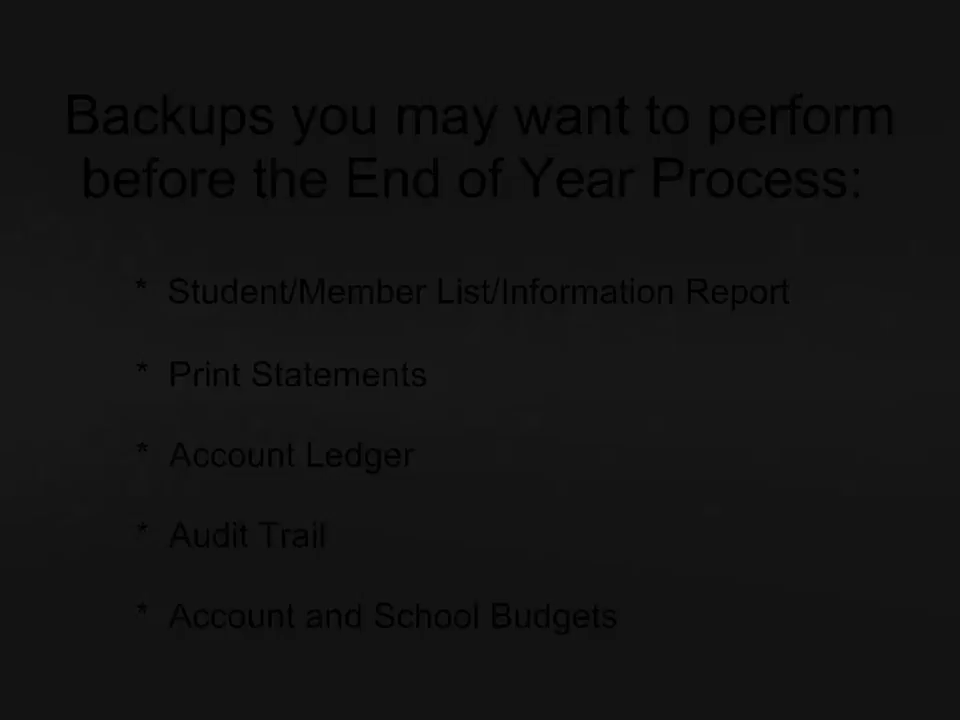 Backups you may want to perform
before the End of Year Process:
* Student/Member List/Information Report
* Print Statements
* Account Ledger
* Audit Trail
* Account and School Budgets